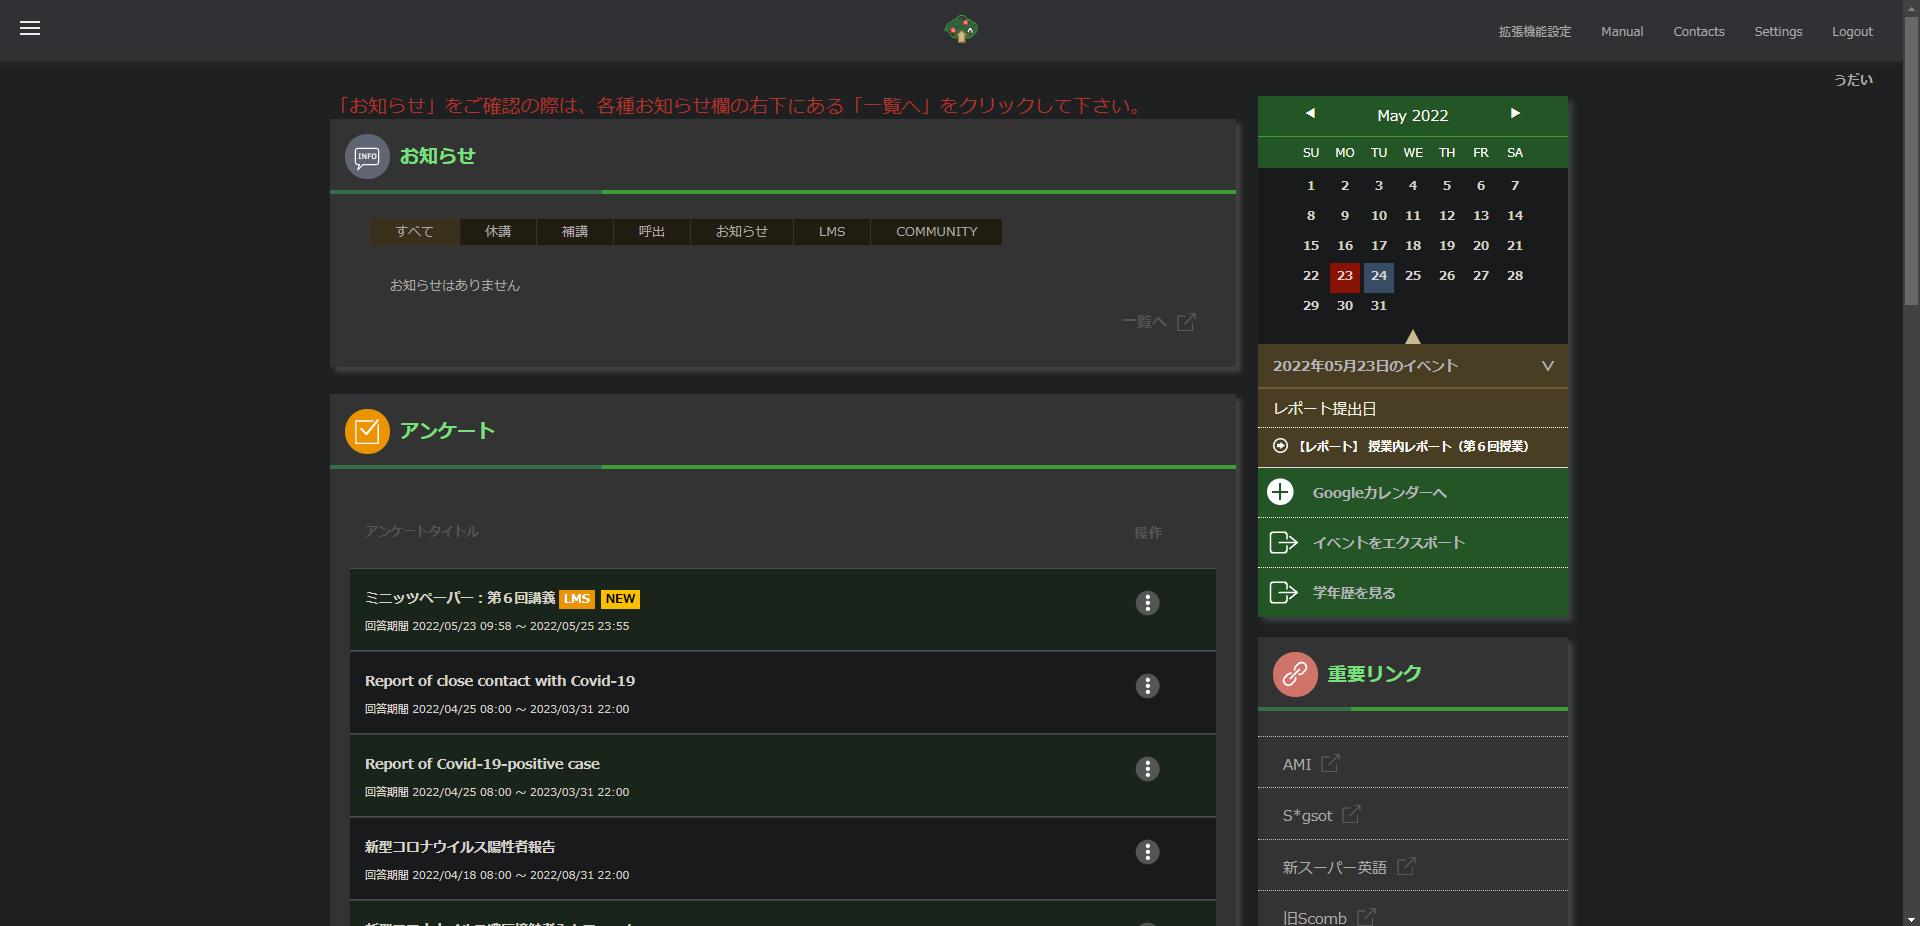 拡張機能設定 Manual Contacts Settings Logout
うだい
「お知らせ」をご確認の際は、各種お知らせ欄の右下にある「一覧へ」をクリックして下さい。
INFO お知らせ
すべて 休講 補講 呼出 お知らせ LMS COMMUNITY
お知らせはありません
一覧へ
アンケート
アンケートタイトル 操作
ミニッツペーパー：第６回講義 LMS NEW
回答期間 2022/05/23 09:58 ～ 2022/05/25 23:55
Report of close contact with Covid-19
回答期間 2022/04/25 08:00 ～ 2023/03/31 22:00
Report of Covid-19-positive case
回答期間 2022/04/25 08:00 ～ 2023/03/31 22:00
新型コロナウイルス陽性者報告
回答期間 2022/04/18 08:00 ～ 2022/08/31 22:00
May 2022
SU MO TU WE TH FR SA
1 2 3 4 5 6 7
8 9 10 11 12 13 14
15 16 17 18 19 20 21
22 23 24 25 26 27 28
29 30 31
2022年05月23日のイベント
レポート提出日
【レポート】 授業内レポート（第６回授業）
Googleカレンダーへ
イベントをエクスポート
学年歴を見る
重要リンク
AMI
S*gsot
新スーパー英語
旧Scomb